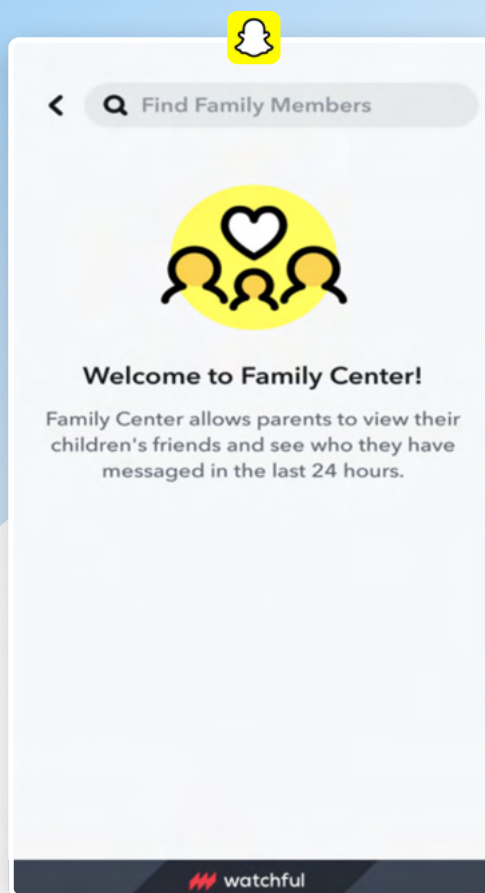 Find Family Members
Welcome to Family Center!
Family Center allows parents to view their
children's friends and see who they have
messaged in the last 24 hours.
watchful